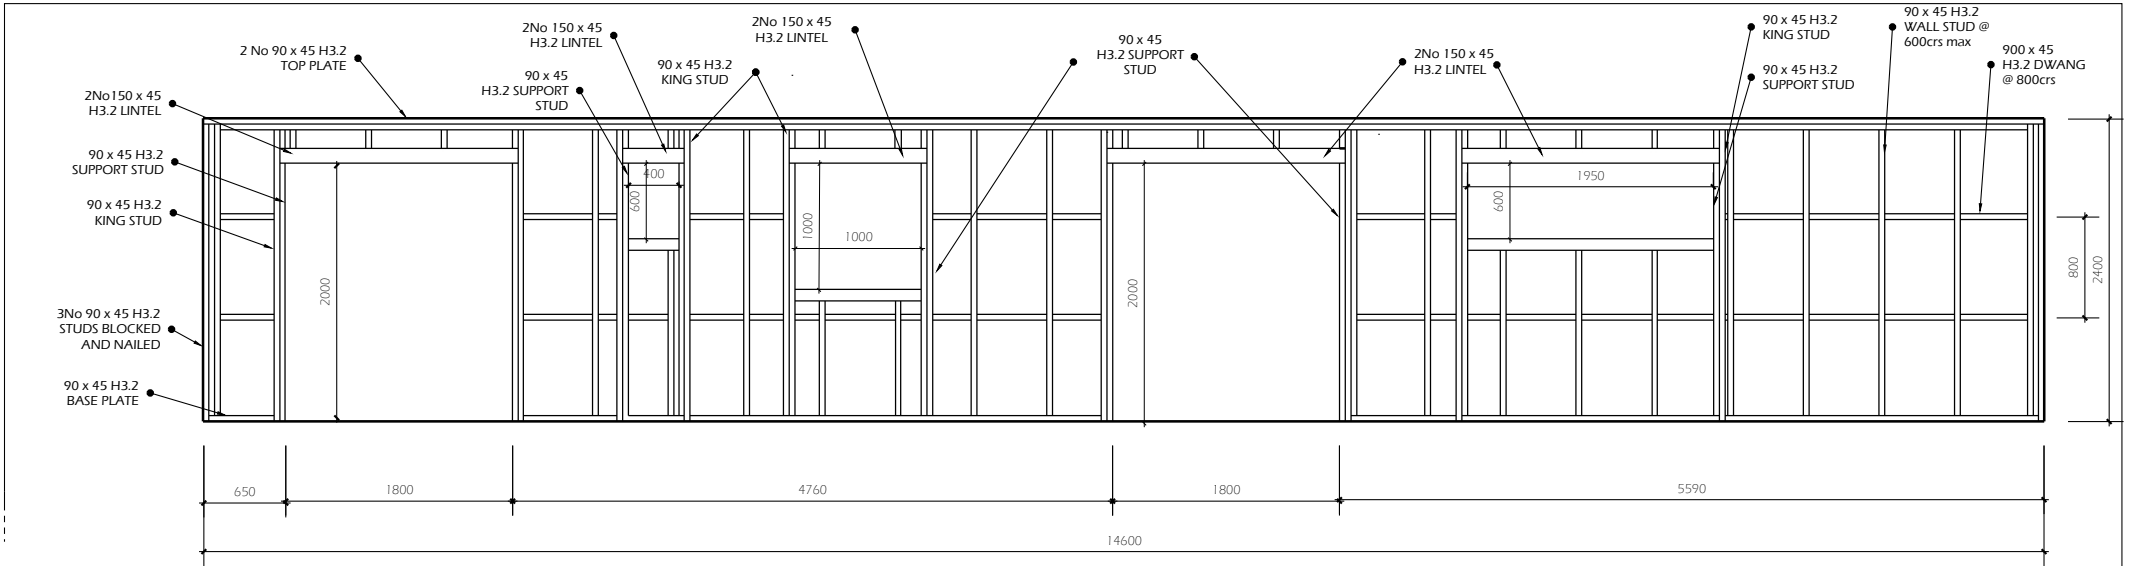 2No 150 x 45
H3.2 LINTEL
2No 150 x 45
H3.2 LINTEL
90 x 45 H3.2
KING STUD
90 x 45 H3.2
WALL STUD @
600crs max
2 No 90 x 45 H3.2
TOP PLATE
90 x 45
H3.2 SUPPORT
STUD
90 x 45 H3.2
KING STUD
90 x 45
H3.2 SUPPORT
STUD
2No 150 x 45
H3.2 LINTEL
90 x 45 H3.2
SUPPORT STUD
900 x 45
H3.2 DWANG
@ 800crs
2No150 x 45
H3.2 LINTEL
90 x 45 H3.2
SUPPORT STUD
90 x 45 H3.2
KING STUD
3No 90 x 45 H3.2
STUDS BLOCKED
AND NAILED
90 x 45 H3.2
BASE PLATE
2000
400
600
1000
1000
2000
1950
600
800
2400
650
1800
4760
1800
5590
14600